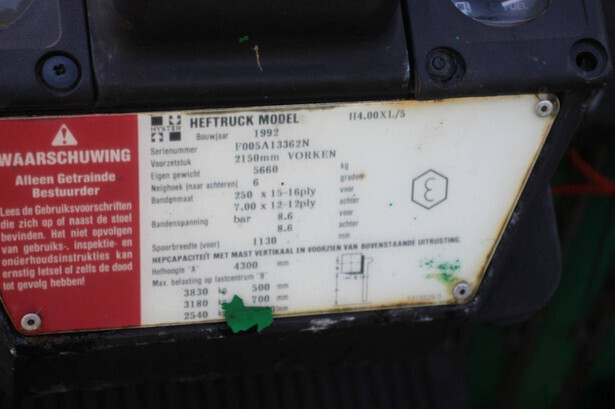 FUEL
WAARSCHUWING
Alleen Getrainde
Bestuurder
Lees de Gebruiksvoorschriften
die zich op of naast de stoel
bevinden. Het niet opvolgen
van gebruiks-, inspektie- en
onderhoudsinstrukties kan
ernstig letsel of zelfs de dood
tot gevolg hebben!
HYSTER
HEFTRUCK MODEL H4.00XL/5
Bouwjaar 1992
Serienummer F005A13362N
Voorzetstuk 2150mm VORKEN
Eigen gewicht 5660 kg
Neighoek (naar achteren) 6 graden
Bandenmaat 250 x 15-16ply voor
7.00 x 12-12ply achter
Bandenspanning bar 8.6 voor
8.6 achter
Spoorbreedte (voor) 1130 mm
HEFCAPACITEIT MET MAST VERTIKAAL EN VOORZIEN VAN BOVENSTAANDE UITRUSTING
Hefhoogte "A" 4300 mm
Max. belasting op lastcentrum "B"
3830 kg 500 mm
3180 700 mm
2540